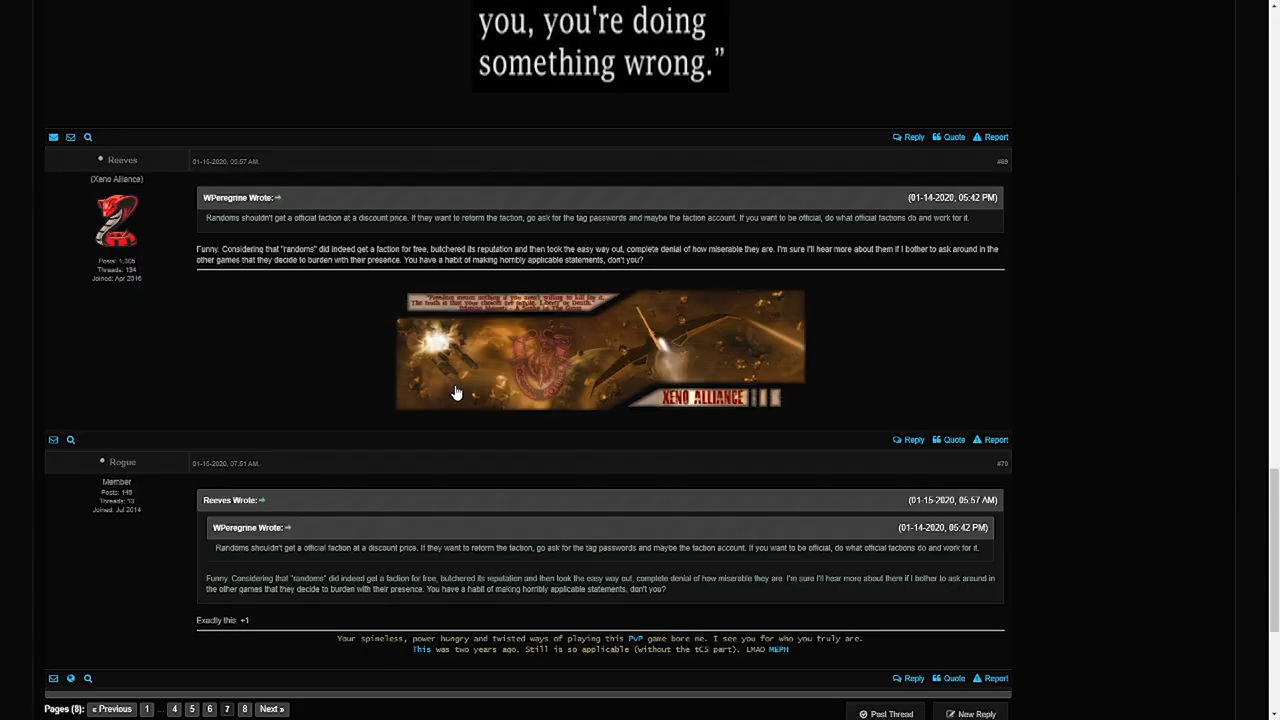 you, you're doing
something wrong.”
Reply Quote Report
Reeves 01-15-2020, 05:57 AM, #69
(Xeno Alliance)
WPeregrine Wrote: (01-14-2020, 05:42 PM)
Randoms shouldn't get a official faction at a discount price. If they want to reform the faction, go ask for the tag passwords and maybe the faction account. If you want to be official, do what official factions do and work for it.
Funny. Considering that "randoms" did indeed get a faction for free, butchered its reputation and then took the easy way out, complete denial of how miserable they are. I'm sure I'll hear more about them if I bother to ask around in the
other games that they decide to burden with their presence. You have a habit of making horribly applicable statements, don't you?
Posts: 1,305
Threads: 134
Joined: Apr 2016
XENO ALLIANCE
Reply Quote Report
Rogue 01-15-2020, 07:51 AM, #70
Member
Posts: 149
Threads: 13
Joined: Jul 2014
Reeves Wrote: (01-15-2020, 05:57 AM)
WPeregrine Wrote: (01-14-2020, 05:42 PM)
Randoms shouldn't get a official faction at a discount price. If they want to reform the faction, go ask for the tag passwords and maybe the faction account. If you want to be official, do what official factions do and work for it.
Funny. Considering that "randoms" did indeed get a faction for free, butchered its reputation and then took the easy way out, complete denial of how miserable they are. I'm sure I'll hear more about them if I bother to ask around in
the other games that they decide to burden with their presence. You have a habit of making horribly applicable statements, don't you?
Exactly this +1
Your spineless, power hungry and twisted ways of playing this PvP game bore me. I see you for who you truly are.
This was two years ago. Still is so applicable (without the tCS part). LMAO MEPH
Reply Quote Report
Pages (8): « Previous 1 ... 4 5 6 7 8 Next »
Post Thread New Reply